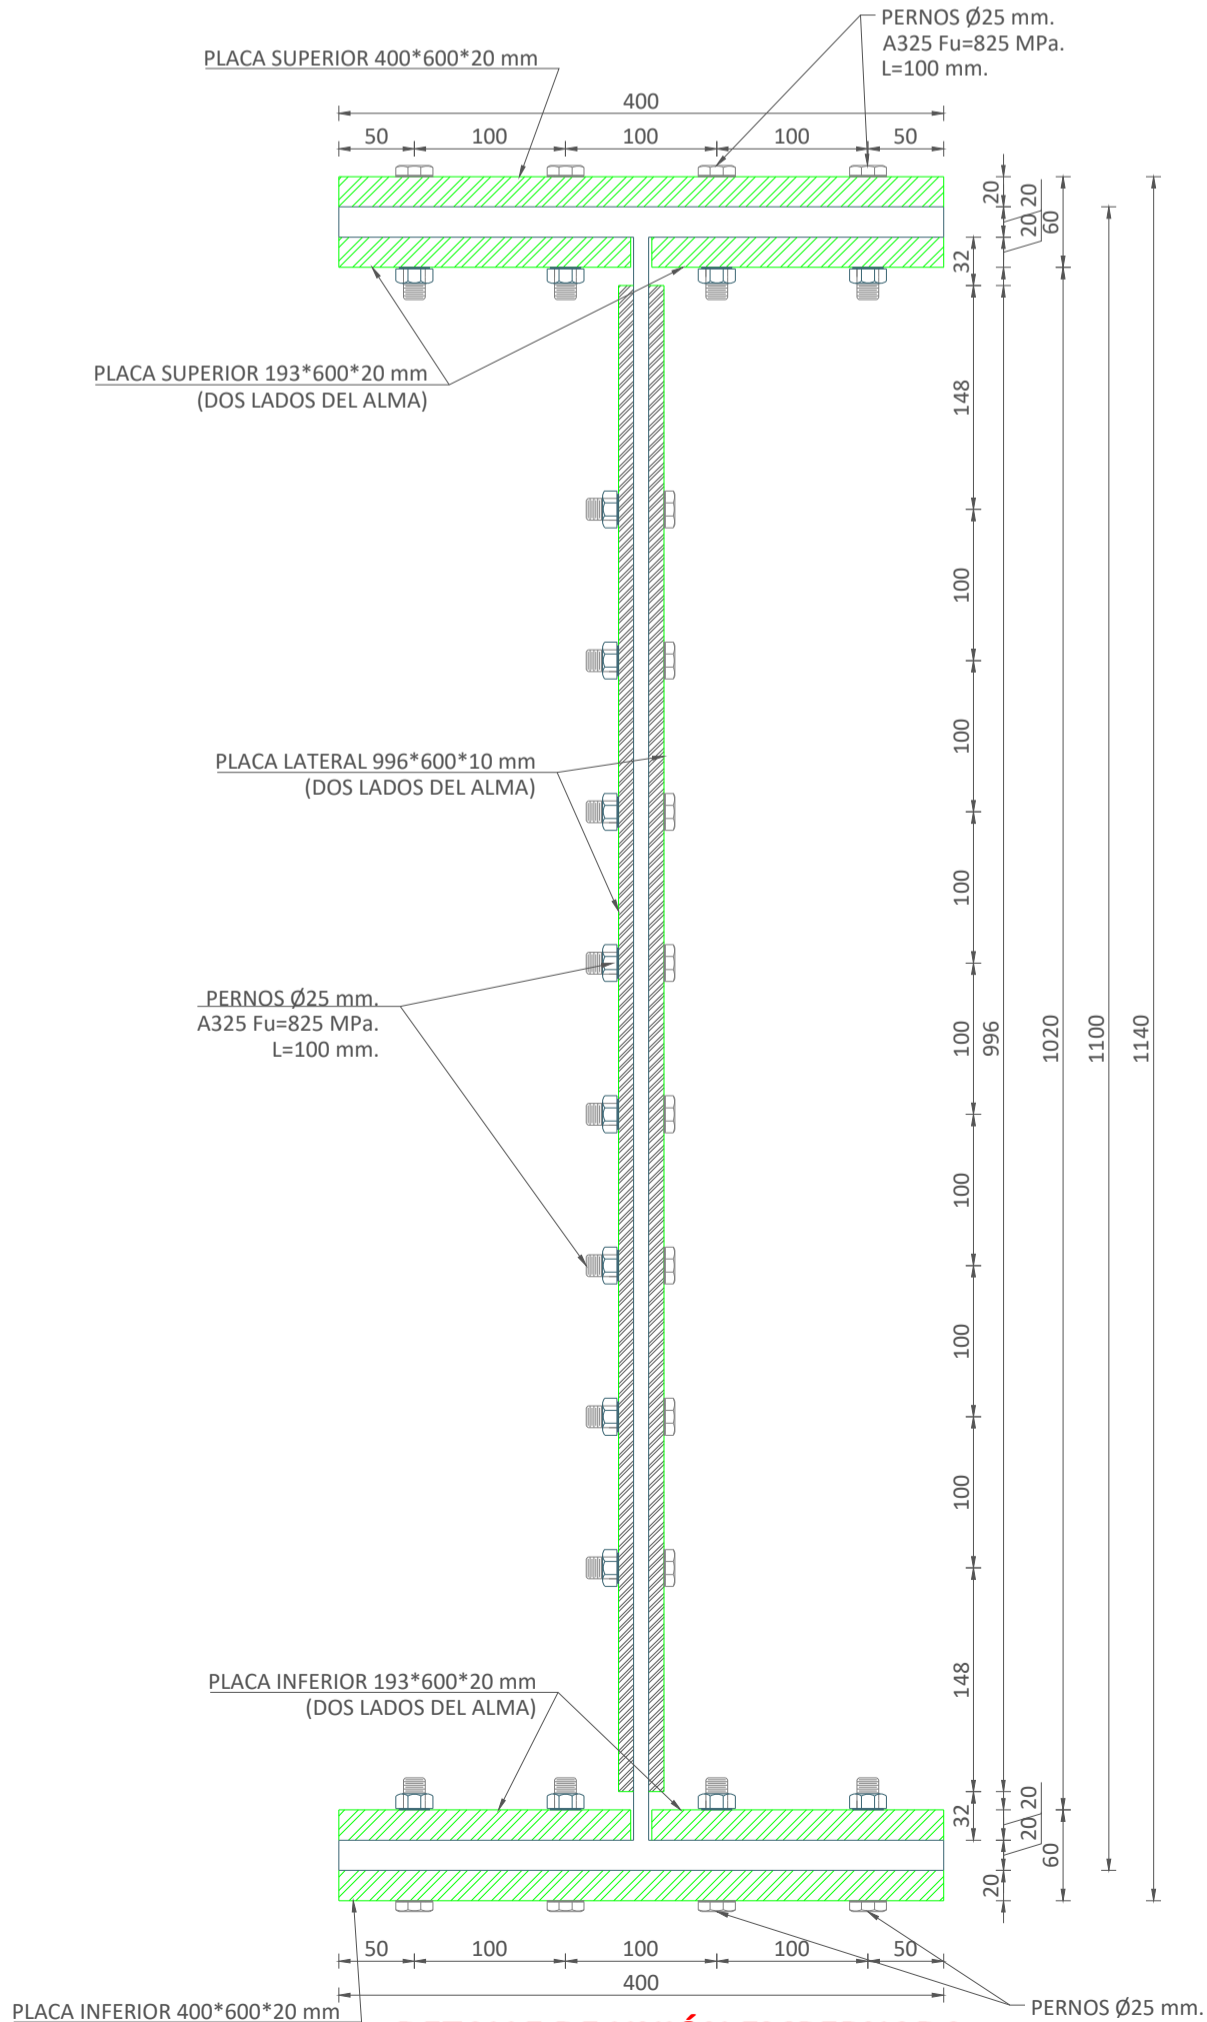 PERNOS Ø25 mm.
A325 Fu=825 MPa.
L=100 mm.
PLACA SUPERIOR 400*600*20 mm
400
50 100 100 100 50
20
20
20
60
32
PLACA SUPERIOR 193*600*20 mm
(DOS LADOS DEL ALMA)
148
100
100
PLACA LATERAL 996*600*10 mm
(DOS LADOS DEL ALMA)
100
PERNOS Ø25 mm.
A325 Fu=825 MPa.
L=100 mm.
100
996
1020
1100
1140
100
100
100
148
PLACA INFERIOR 193*600*20 mm
(DOS LADOS DEL ALMA)
32
20
20
20
60
50 100 100 100 50
400
PLACA INFERIOR 400*600*20 mm
PERNOS Ø25 mm.